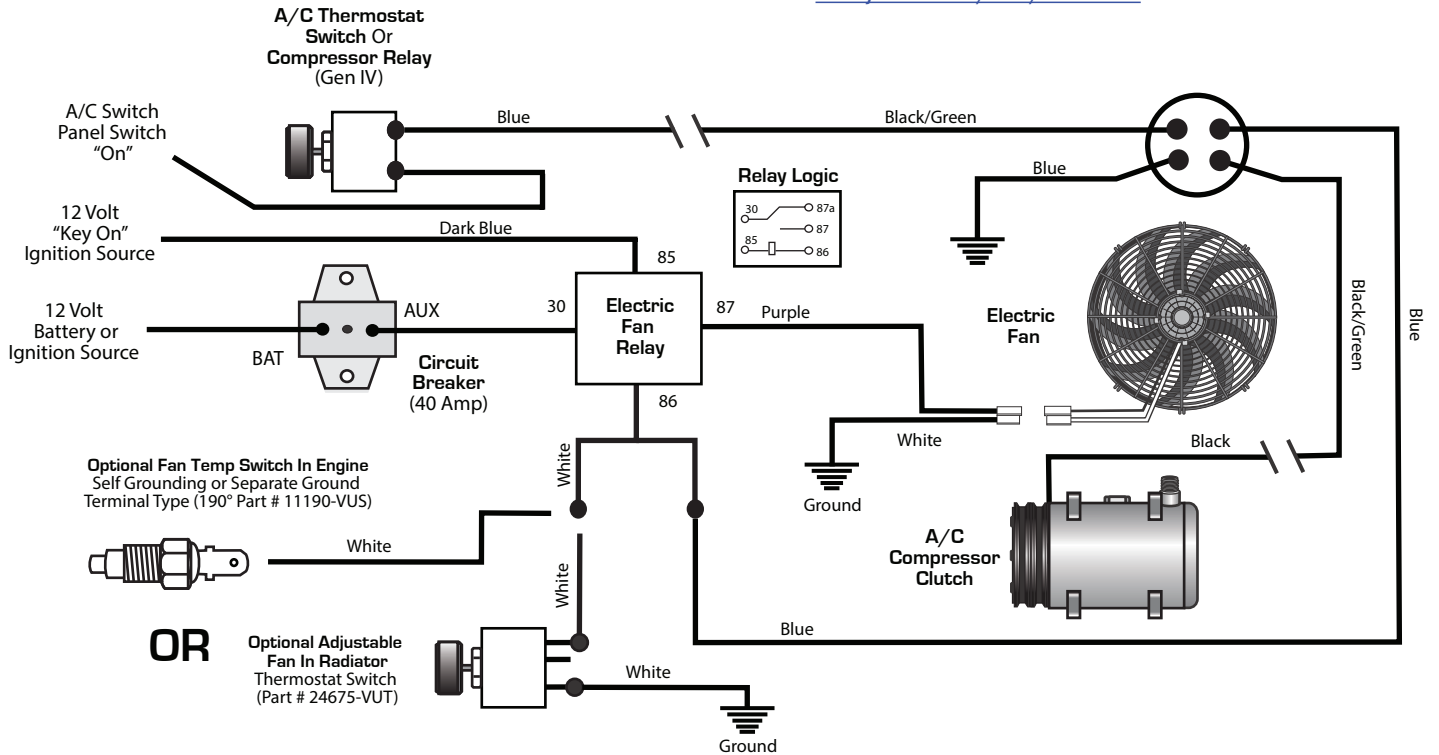 A/C Thermostat
Switch Or
Compressor Relay
(Gen IV)
A/C Switch
Panel Switch
“On”
Blue
Black/Green
Blue
Relay Logic
30
87a
87
85
86
12 Volt
“Key On”
Ignition Source
Dark Blue
85
12 Volt
Battery or
Ignition Source
BAT
AUX
Circuit
Breaker
(40 Amp)
30
Electric
Fan
Relay
87
Purple
86
Electric
Fan
Black/Green
Blue
White
Ground
Black
A/C
Compressor
Clutch
White
Optional Fan Temp Switch In Engine
Self Grounding or Separate Ground
Terminal Type (190° Part # 11190-VUS)
White
White
OR
Optional Adjustable
Fan In Radiator
Thermostat Switch
(Part # 24675-VUT)
White
Ground
Blue